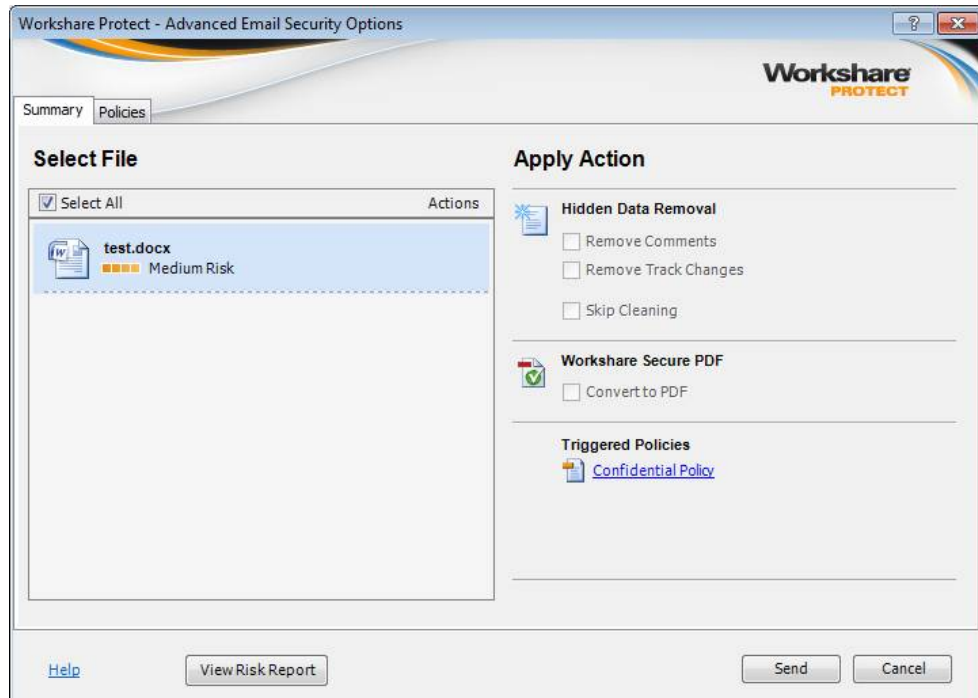 Workshare Protect - Advanced Email Security Options
Workshare
PROTECT
Summary Policies
Select File
Select All Actions
test.docx
Medium Risk
Apply Action
Hidden Data Removal
Remove Comments
Remove Track Changes
Skip Cleaning
Workshare Secure PDF
Convert to PDF
Triggered Policies
Confidential Policy
Help View Risk Report Send Cancel